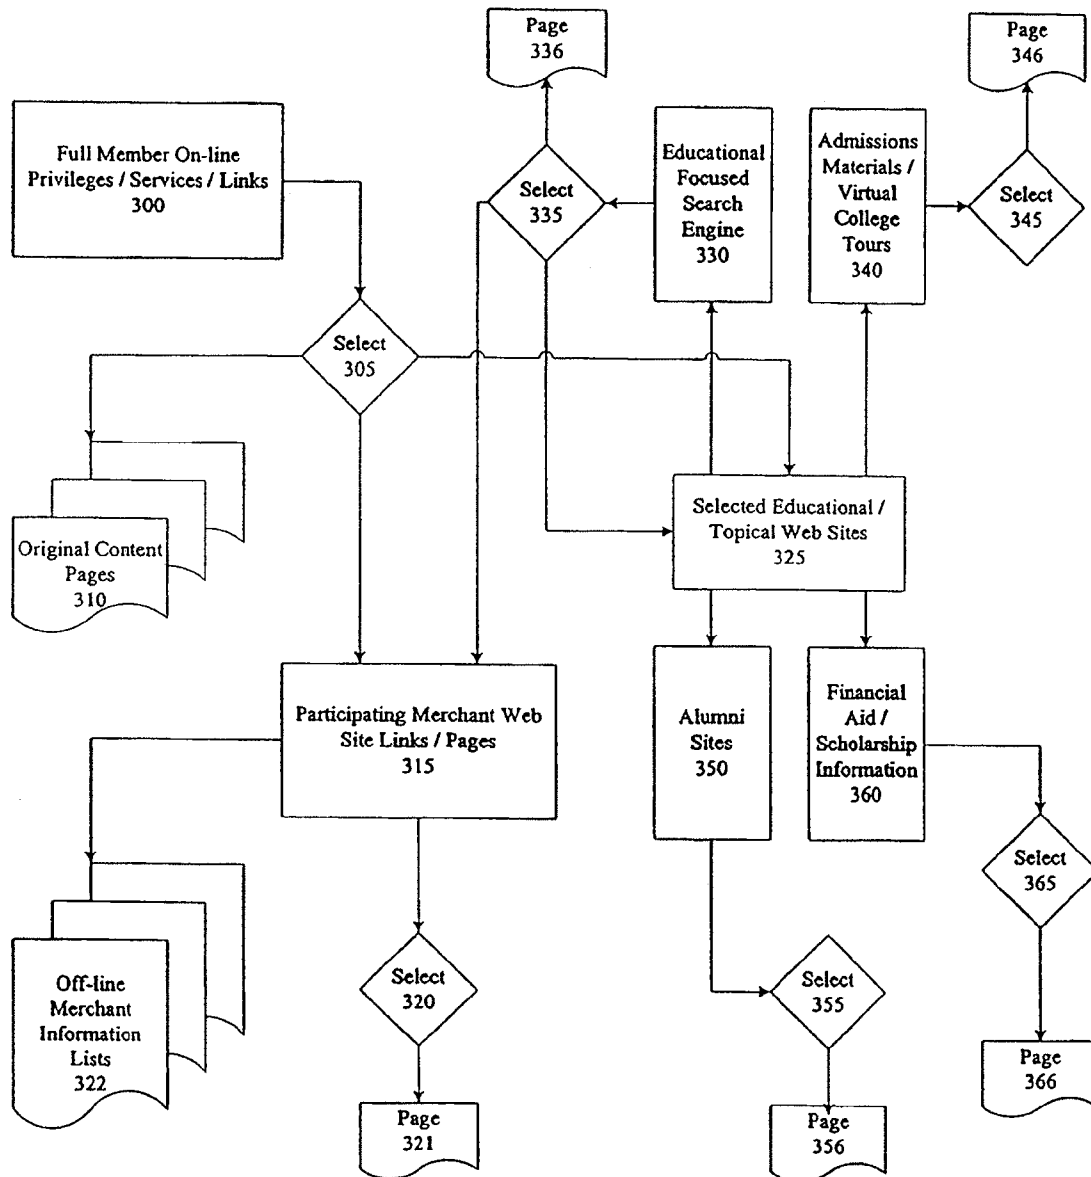 Page
336
Page
346
Full Member On-line
Privileges / Services / Links
300
Select
335
Educational
Focused
Search
Engine
330
Admissions
Materials /
Virtual
College
Tours
340
Select
345
Select
305
Original Content
Pages
310
Selected Educational /
Topical Web Sites
325
Participating Merchant Web
Site Links / Pages
315
Alumni
Sites
350
Financial
Aid /
Scholarship
Information
360
Select
365
Off-line
Merchant
Information
Lists
322
Select
320
Select
355
Page
321
Page
356
Page
366